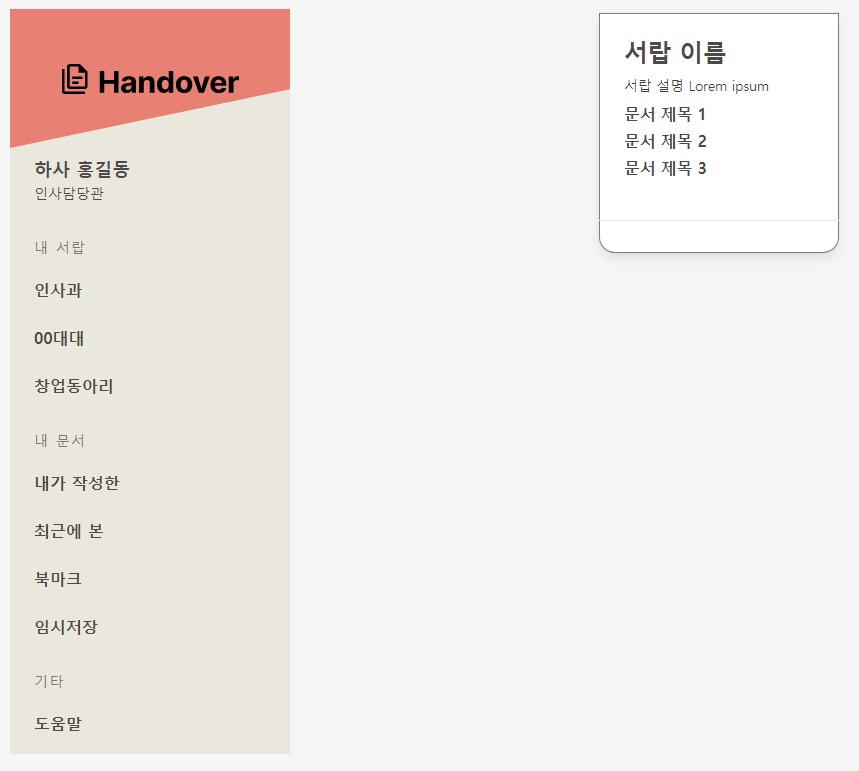 Handover
하사 홍길동
인사담당관
내 서랍
인사과
00대대
창업동아리
내 문서
내가 작성한
최근에 본
북마크
임시저장
기타
도움말
서랍 이름
서랍 설명 Lorem ipsum
문서 제목 1
문서 제목 2
문서 제목 3